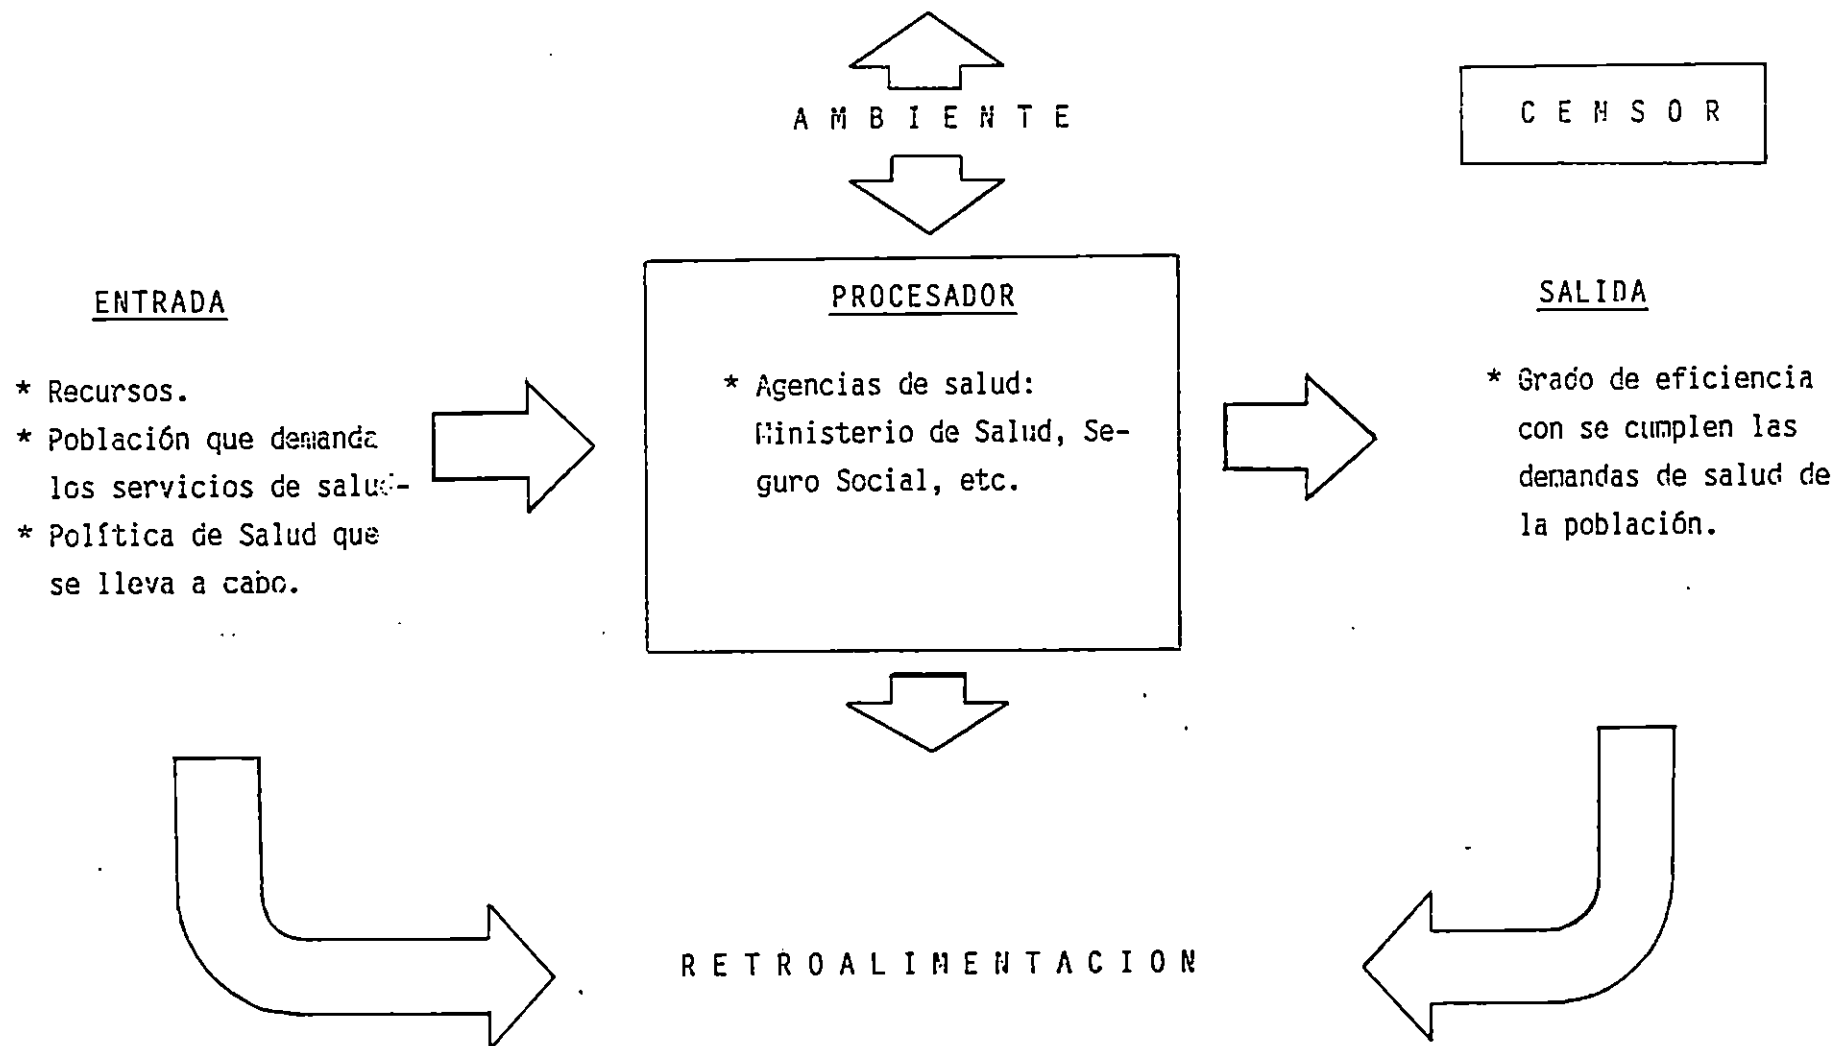 A M B I E N T E
C E N S O R
ENTRADA
* Recursos.
* Población que demanda
los servicios de salud-
* Política de Salud que
se lleva a cabo.
PROCESADOR
* Agencias de salud:
Ministerio de Salud, Se-
guro Social, etc.
SALIDA
* Grado de eficiencia
con se cumplen las
demandas de salud de
la población.
R E T R O A L I M E N T A C I O N